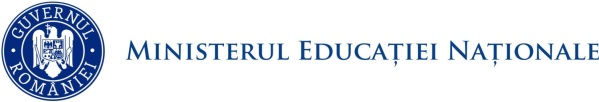 GUVERNUL ROMÂNIEI
MINISTERUL EDUCAȚIEI NAȚIONALE